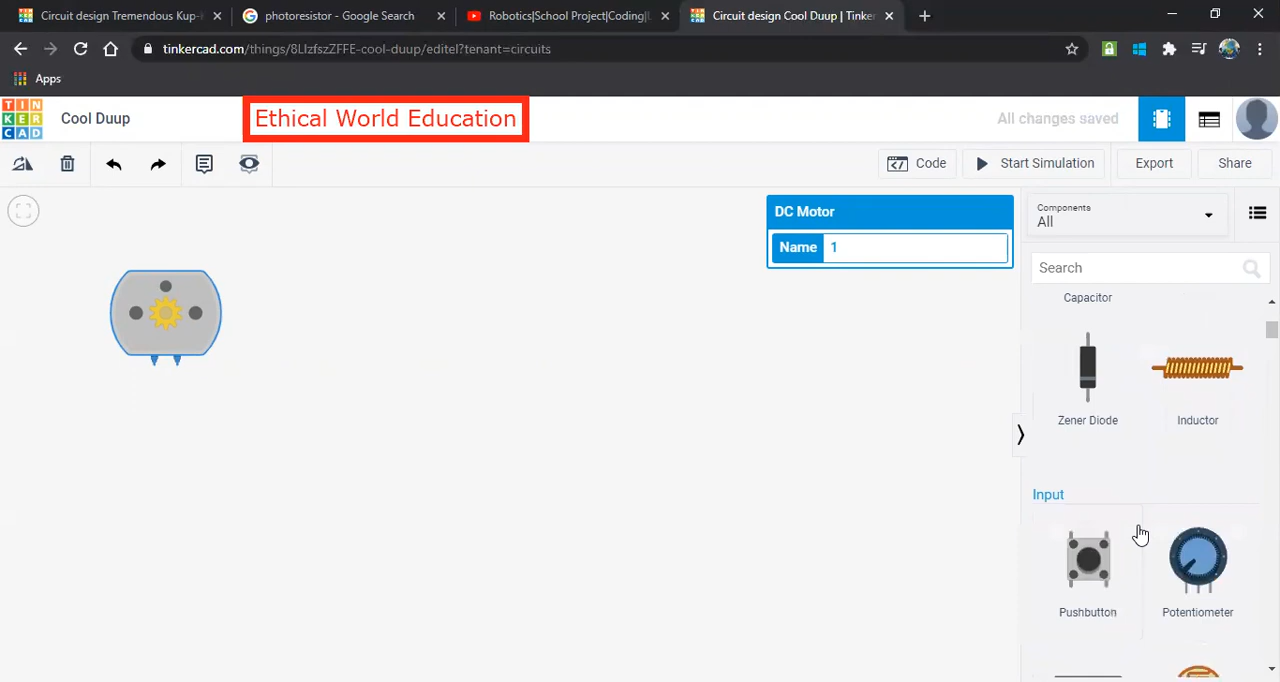 Circuit design Tremendous Kup-K
photoresistor - Google Search
Robotics|School Project|Coding|
Circuit design Cool Duup | Tinker
tinkercad.com/things/8LIzfszZFFE-cool-duup/editel?tenant=circuits
Apps
TIN
KER
CAD
Cool Duup
Ethical World Education
All changes saved
Code
Start Simulation
Export
Share
DC Motor
Name 1
Components
All
Search
Capacitor
Zener Diode
Inductor
Input
Pushbutton
Potentiometer